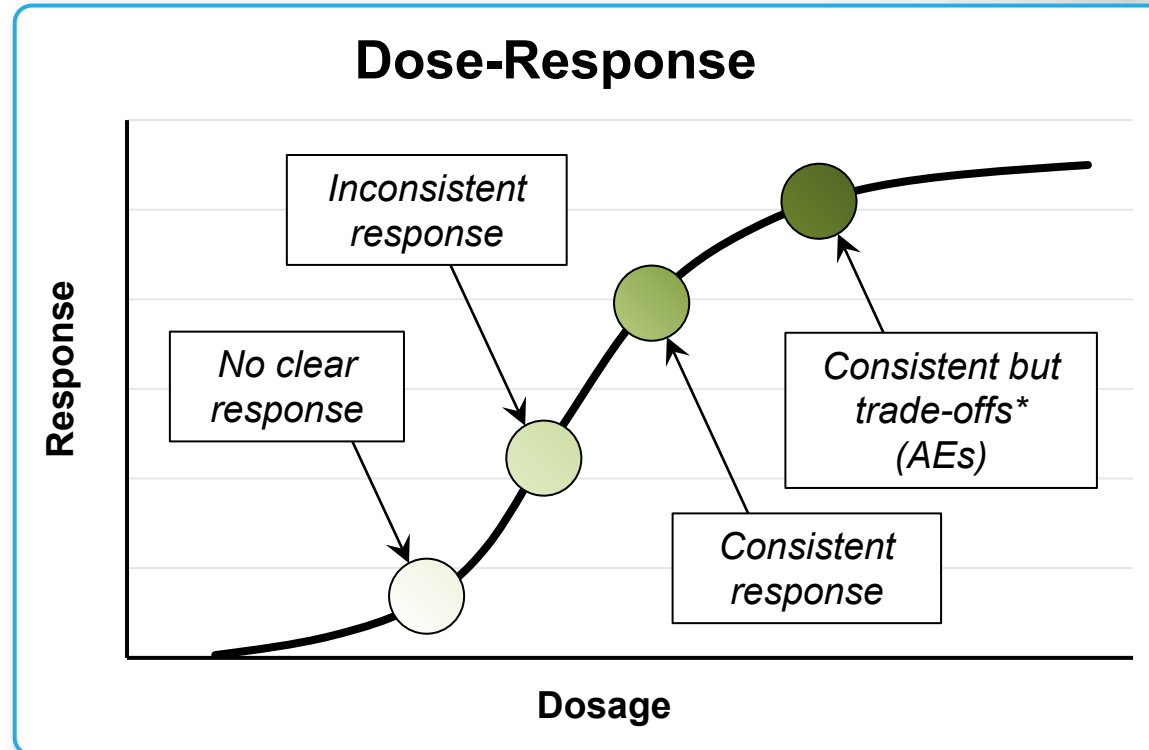 Dose-Response
Inconsistent
response
No clear
response
Consistent but
trade-offs*
(AEs)
Consistent
response
Response
Dosage